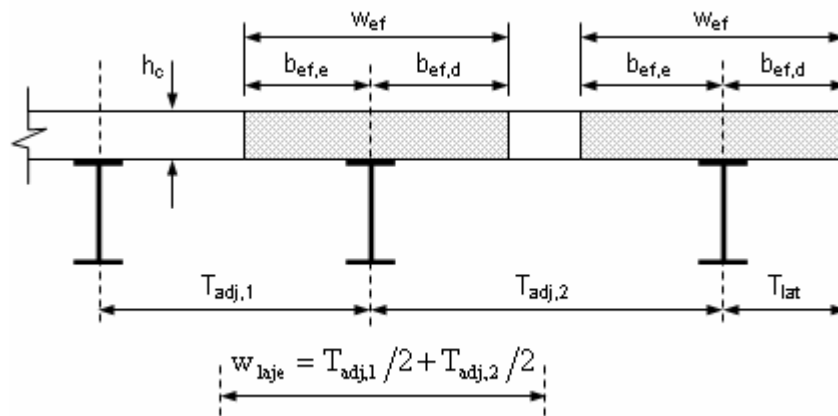 w_ef w_ef
b_ef,e b_ef,d b_ef,e b_ef,d
h_c
T_adj,1 T_adj,2 T_lat
w_laje = T_adj,1 /2 + T_adj,2 /2